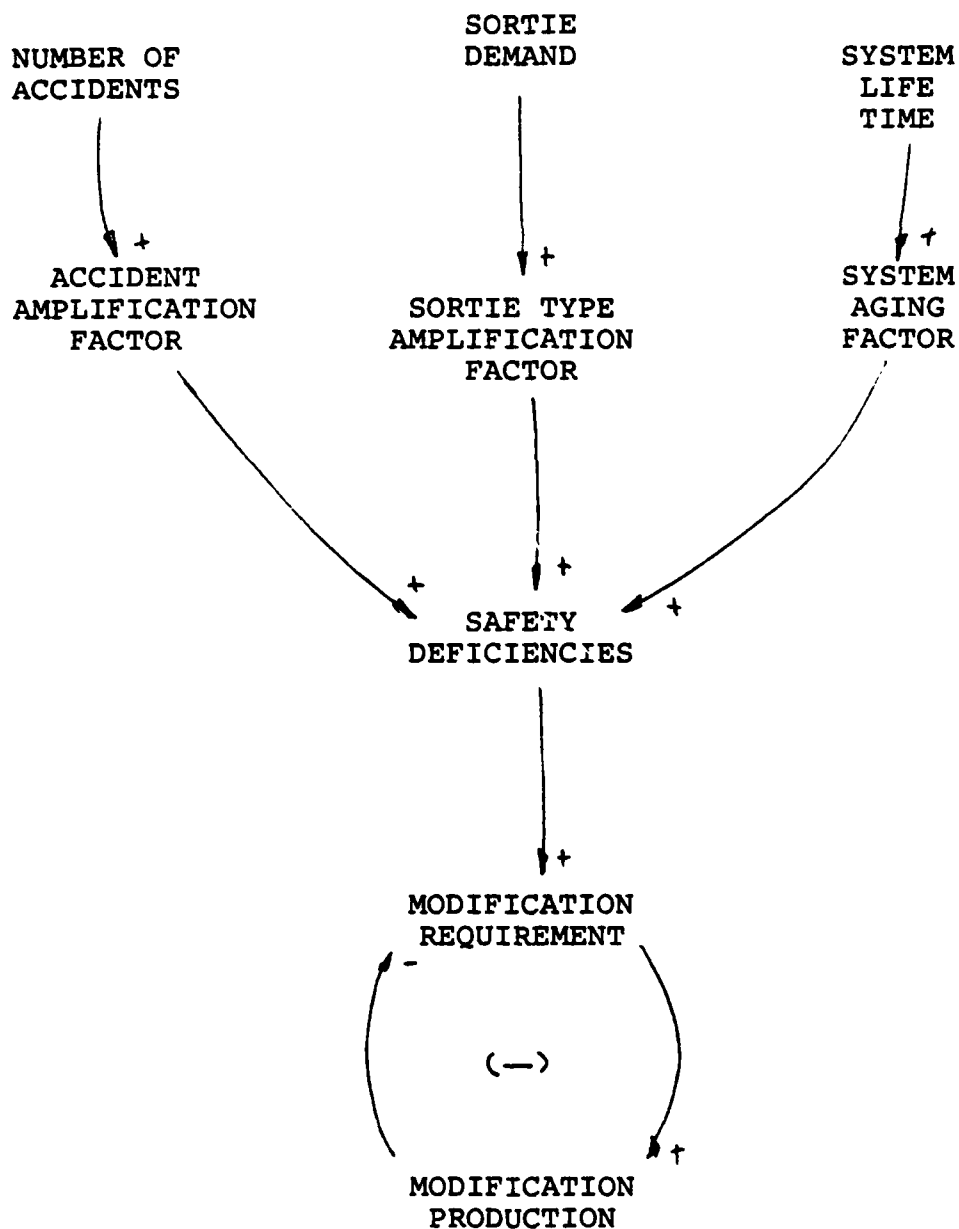 NUMBER OF
ACCIDENTS
SORTIE
DEMAND
SYSTEM
LIFE
TIME
+
+
+
ACCIDENT
AMPLIFICATION
FACTOR
SORTIE TYPE
AMPLIFICATION
FACTOR
SYSTEM
AGING
FACTOR
+
+
+
SAFETY
DEFICIENCIES
+
MODIFICATION
REQUIREMENT
-
(—)
+
MODIFICATION
PRODUCTION